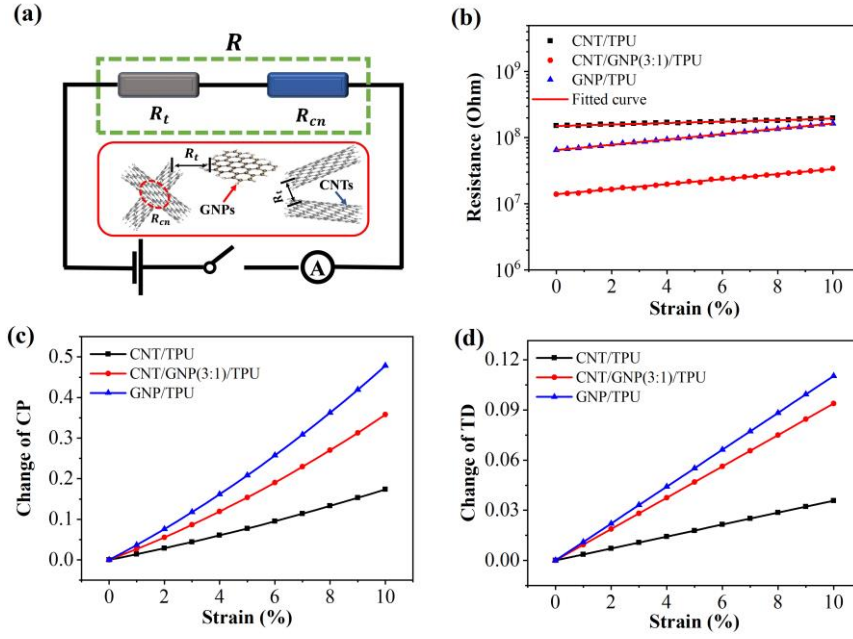 (a)
R
R_t
R_cn
R_t
R_cn
GNPs
R_t
CNTs
A
(b)
CNT/TPU
CNT/GNP(3:1)/TPU
GNP/TPU
Fitted curve
Resistance (Ohm)
10^9
10^8
10^7
10^6
0 2 4 6 8 10
Strain (%)
(c)
CNT/TPU
CNT/GNP(3:1)/TPU
GNP/TPU
Change of CP
0.5
0.4
0.3
0.2
0.1
0.0
0 2 4 6 8 10
Strain (%)
(d)
CNT/TPU
CNT/GNP(3:1)/TPU
GNP/TPU
Change of TD
0.12
0.09
0.06
0.03
0.00
0 2 4 6 8 10
Strain (%)